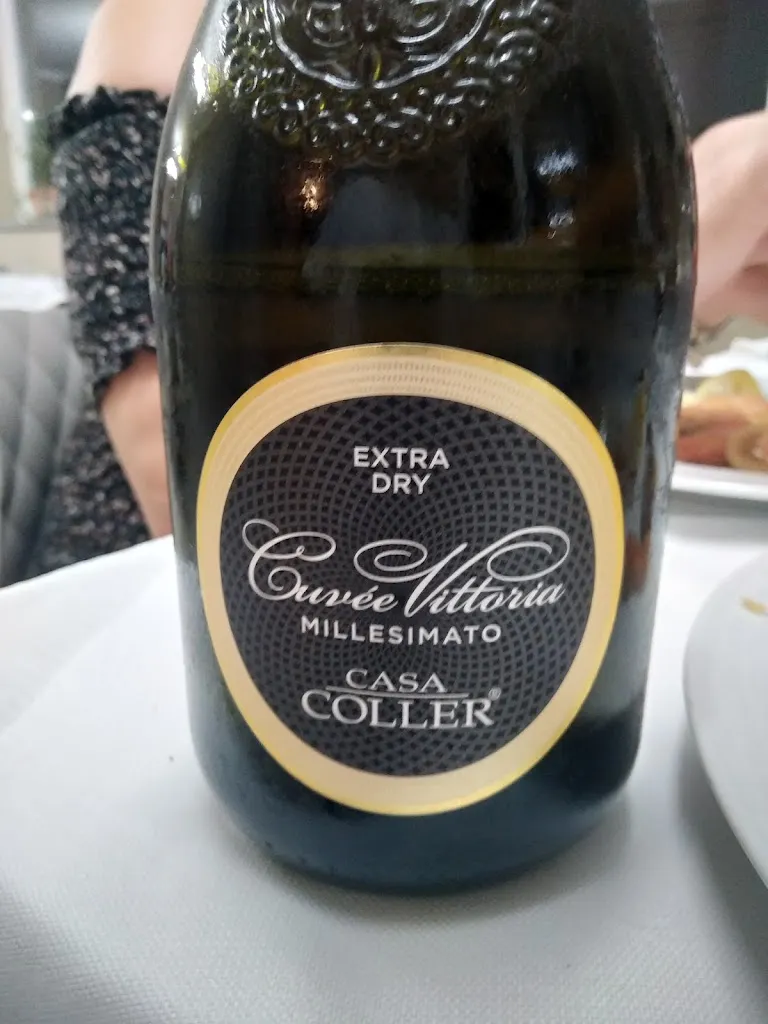 EXTRA
DRY
Cuvée Vittoria
MILLESIMATO
CASA
COLLER®